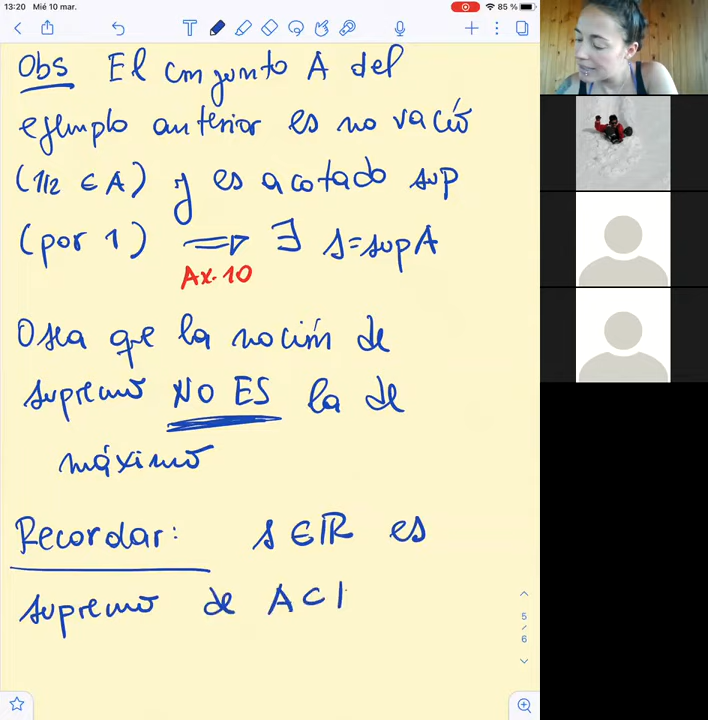 13:20 Mié 10 mar.
85 %
Obs El conjunto A del
ejemplo anterior es no vació
(1/2 ∈ A) y es acotado sup
(por 1) ⟹ ∃ s=supA
Ax. 10
Osea que la noción de
supremo NO ES la de
máximo
Recordar: s ∈ ℝ es
supremo de A ⊂ I
5
6